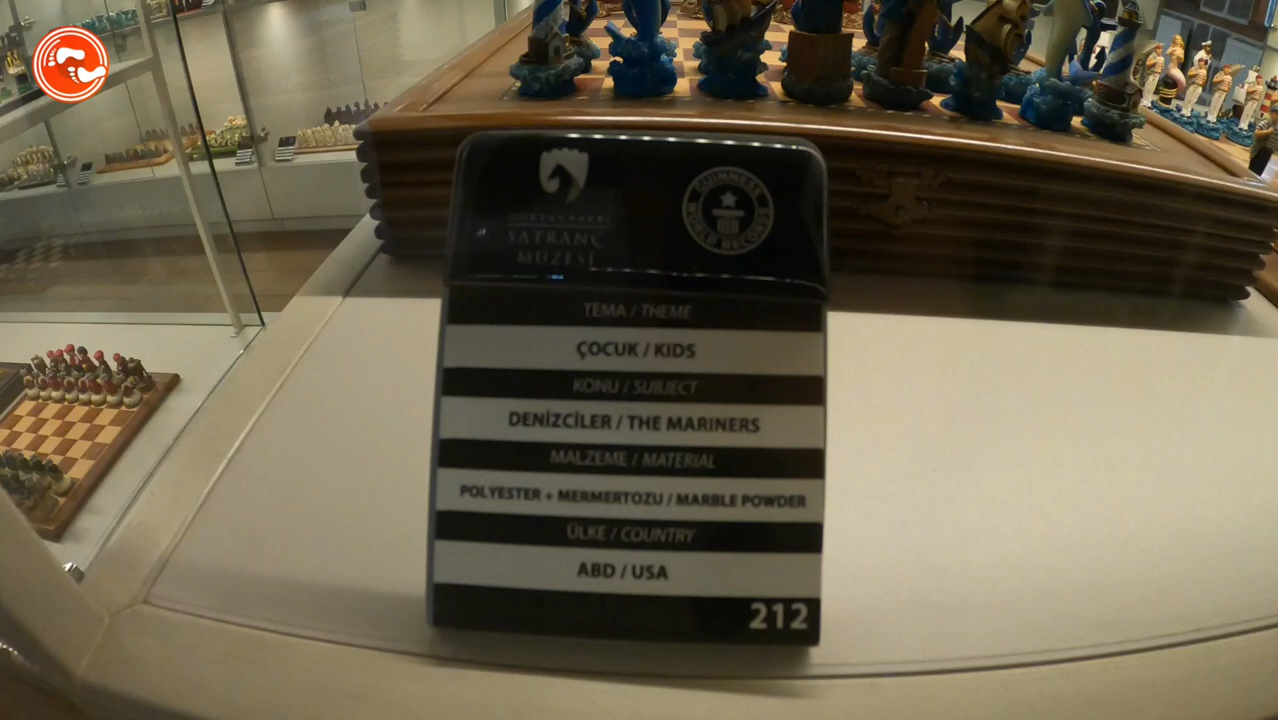 SATRANÇ
MÜZESİ
GUINNESS
WORLD RECORDS
TEMA / THEME
ÇOCUK / KIDS
KONU / SUBJECT
DENİZCİLER / THE MARINERS
MALZEME / MATERIAL
POLYESTER + MERMERTOZU / MARBLE POWDER
ÜLKE / COUNTRY
ABD / USA
212